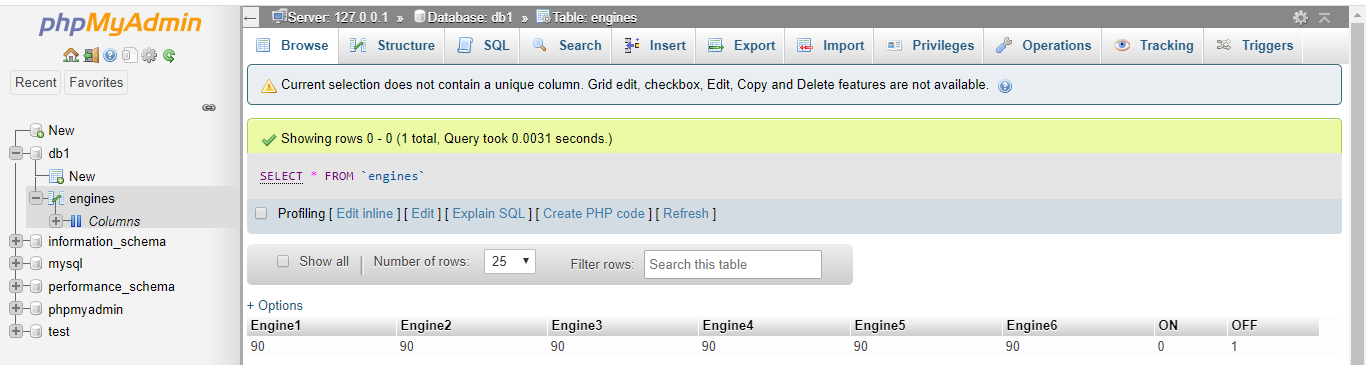 phpMyAdmin
Recent Favorites
New
db1
New
engines
Columns
information_schema
mysql
performance_schema
phpmyadmin
test
Server: 127.0.0.1 » Database: db1 » Table: engines
Browse Structure SQL Search Insert Export Import Privileges Operations Tracking Triggers
Current selection does not contain a unique column. Grid edit, checkbox, Edit, Copy and Delete features are not available.
Showing rows 0 - 0 (1 total, Query took 0.0031 seconds.)
SELECT * FROM `engines`
Profiling [ Edit inline ] [ Edit ] [ Explain SQL ] [ Create PHP code ] [ Refresh ]
Show all | Number of rows: 25 Filter rows: Search this table
+ Options
Engine1 Engine2 Engine3 Engine4 Engine5 Engine6 ON OFF
90 90 90 90 90 90 0 1